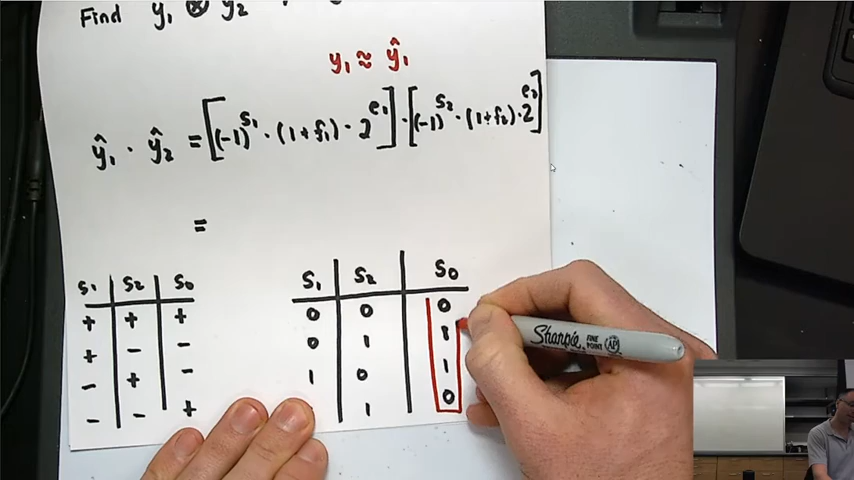 Find y₁ ⊗ y₂
y₁ ≈ ŷ₁
ŷ₁ · ŷ₂ = [(-1)^s₁ · (1+f₁) · 2^e₁] · [(-1)^s₂ · (1+f₂) · 2^e₂]
=
s₁ s₂ s₀
+ + +
+ - -
- + -
- - +
s₁ s₂ s₀
0 0 0
0 1 1
1 0 1
1 0
Sharpie FINE POINT AP